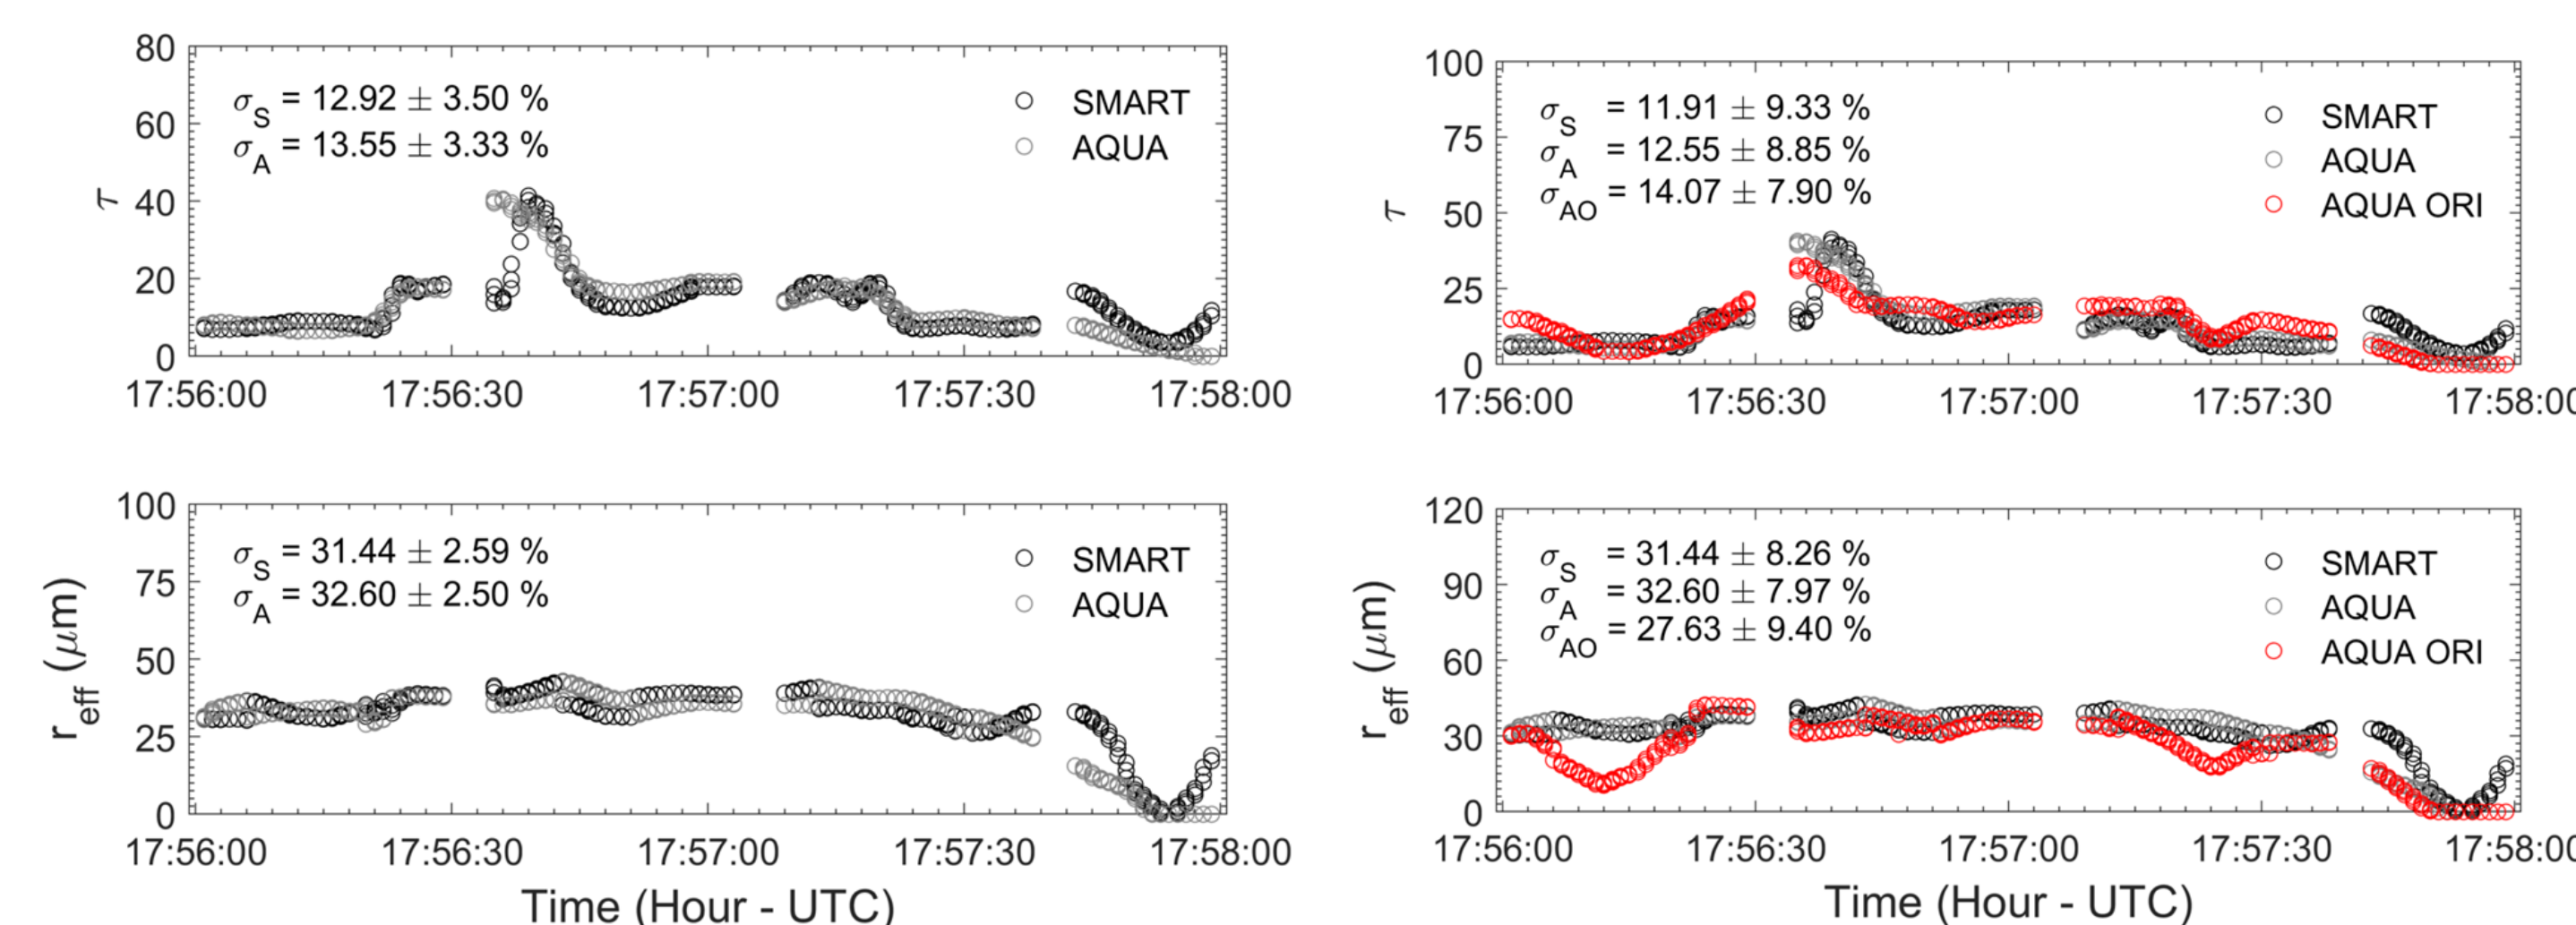 80
60
40
20
0
τ
σS = 12.92 ± 3.50 %
σA = 13.55 ± 3.33 %
SMART
AQUA
17:56:00 17:56:30 17:57:00 17:57:30 17:58:00
100
75
50
25
0
τ
σS = 11.91 ± 9.33 %
σA = 12.55 ± 8.85 %
σAO = 14.07 ± 7.90 %
SMART
AQUA
AQUA ORI
17:56:00 17:56:30 17:57:00 17:57:30 17:58:00
100
75
50
25
0
reff (μm)
σS = 31.44 ± 2.59 %
σA = 32.60 ± 2.50 %
SMART
AQUA
17:56:00 17:56:30 17:57:00 17:57:30 17:58:00
Time (Hour - UTC)
120
90
60
30
0
reff (μm)
σS = 31.44 ± 8.26 %
σA = 32.60 ± 7.97 %
σAO = 27.63 ± 9.40 %
SMART
AQUA
AQUA ORI
17:56:00 17:56:30 17:57:00 17:57:30 17:58:00
Time (Hour - UTC)